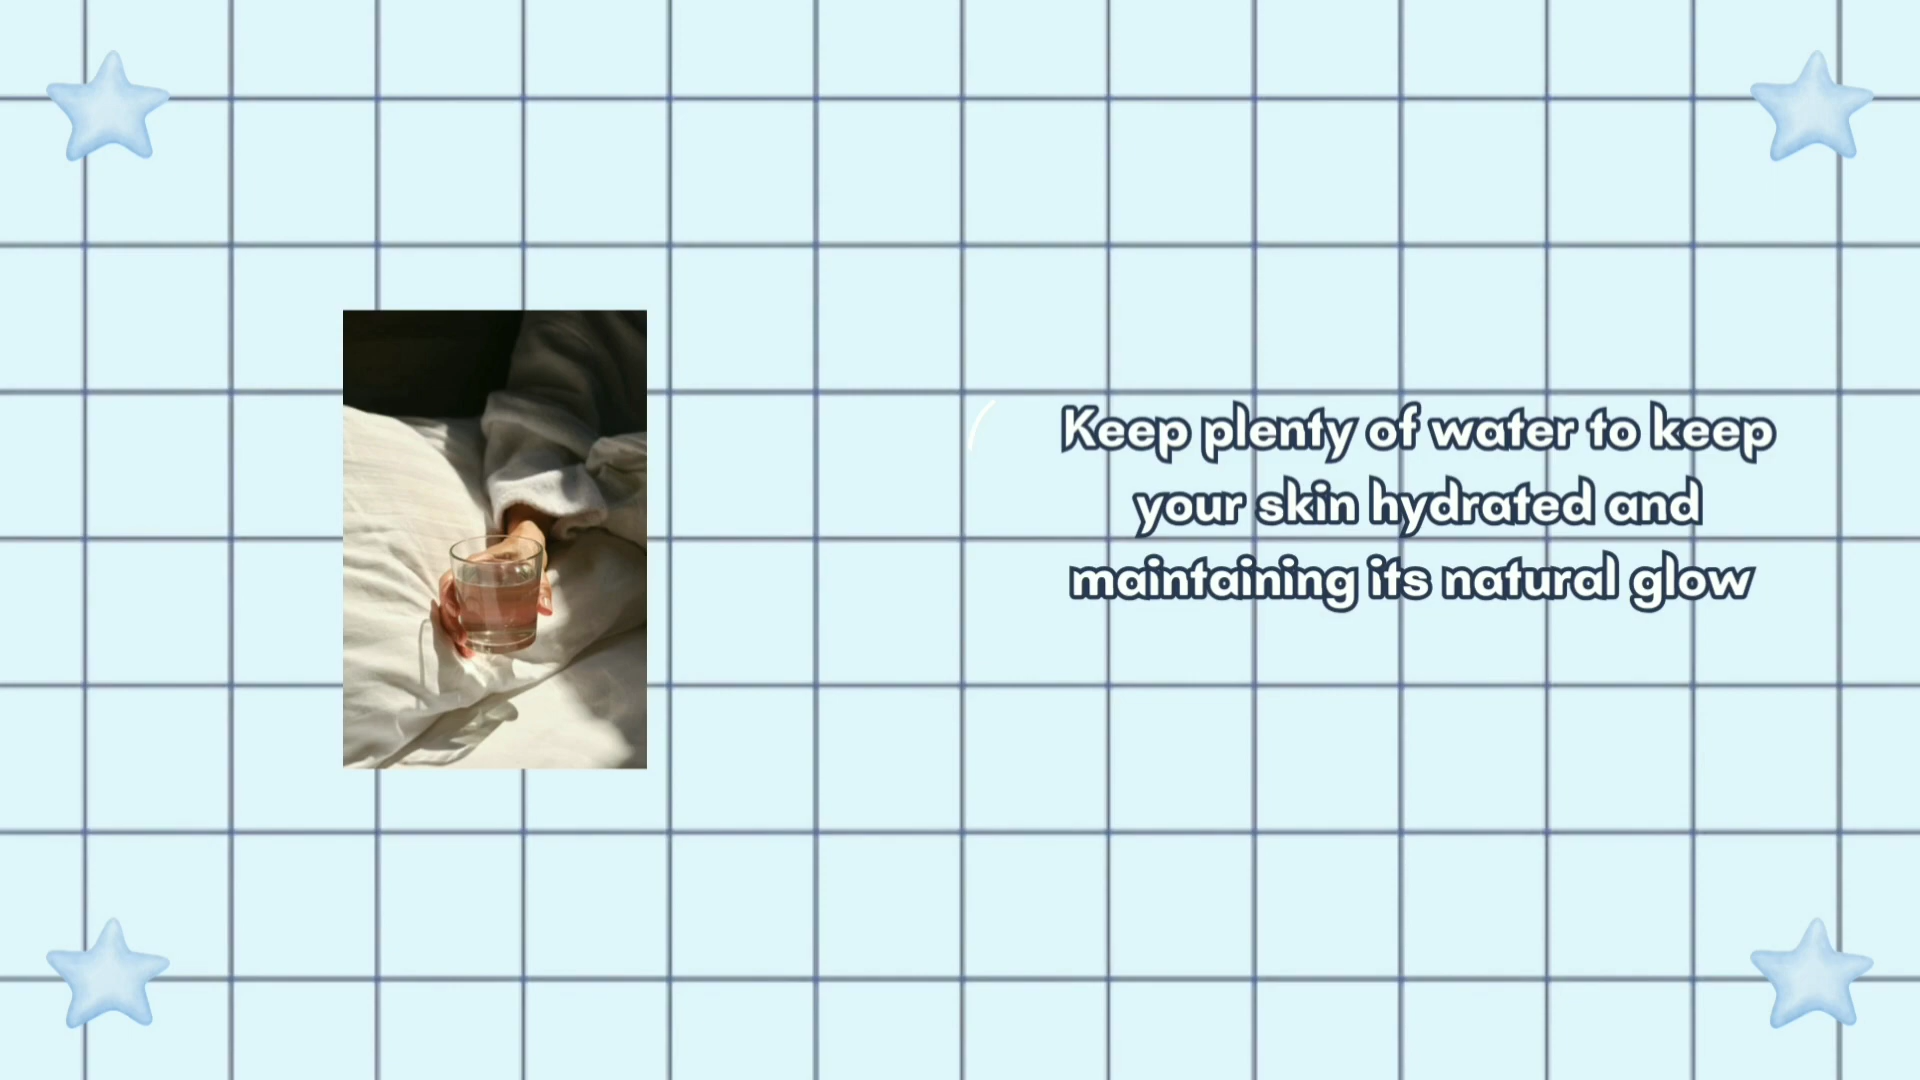 Keep plenty of water to keep
your skin hydrated and
maintaining its natural glow